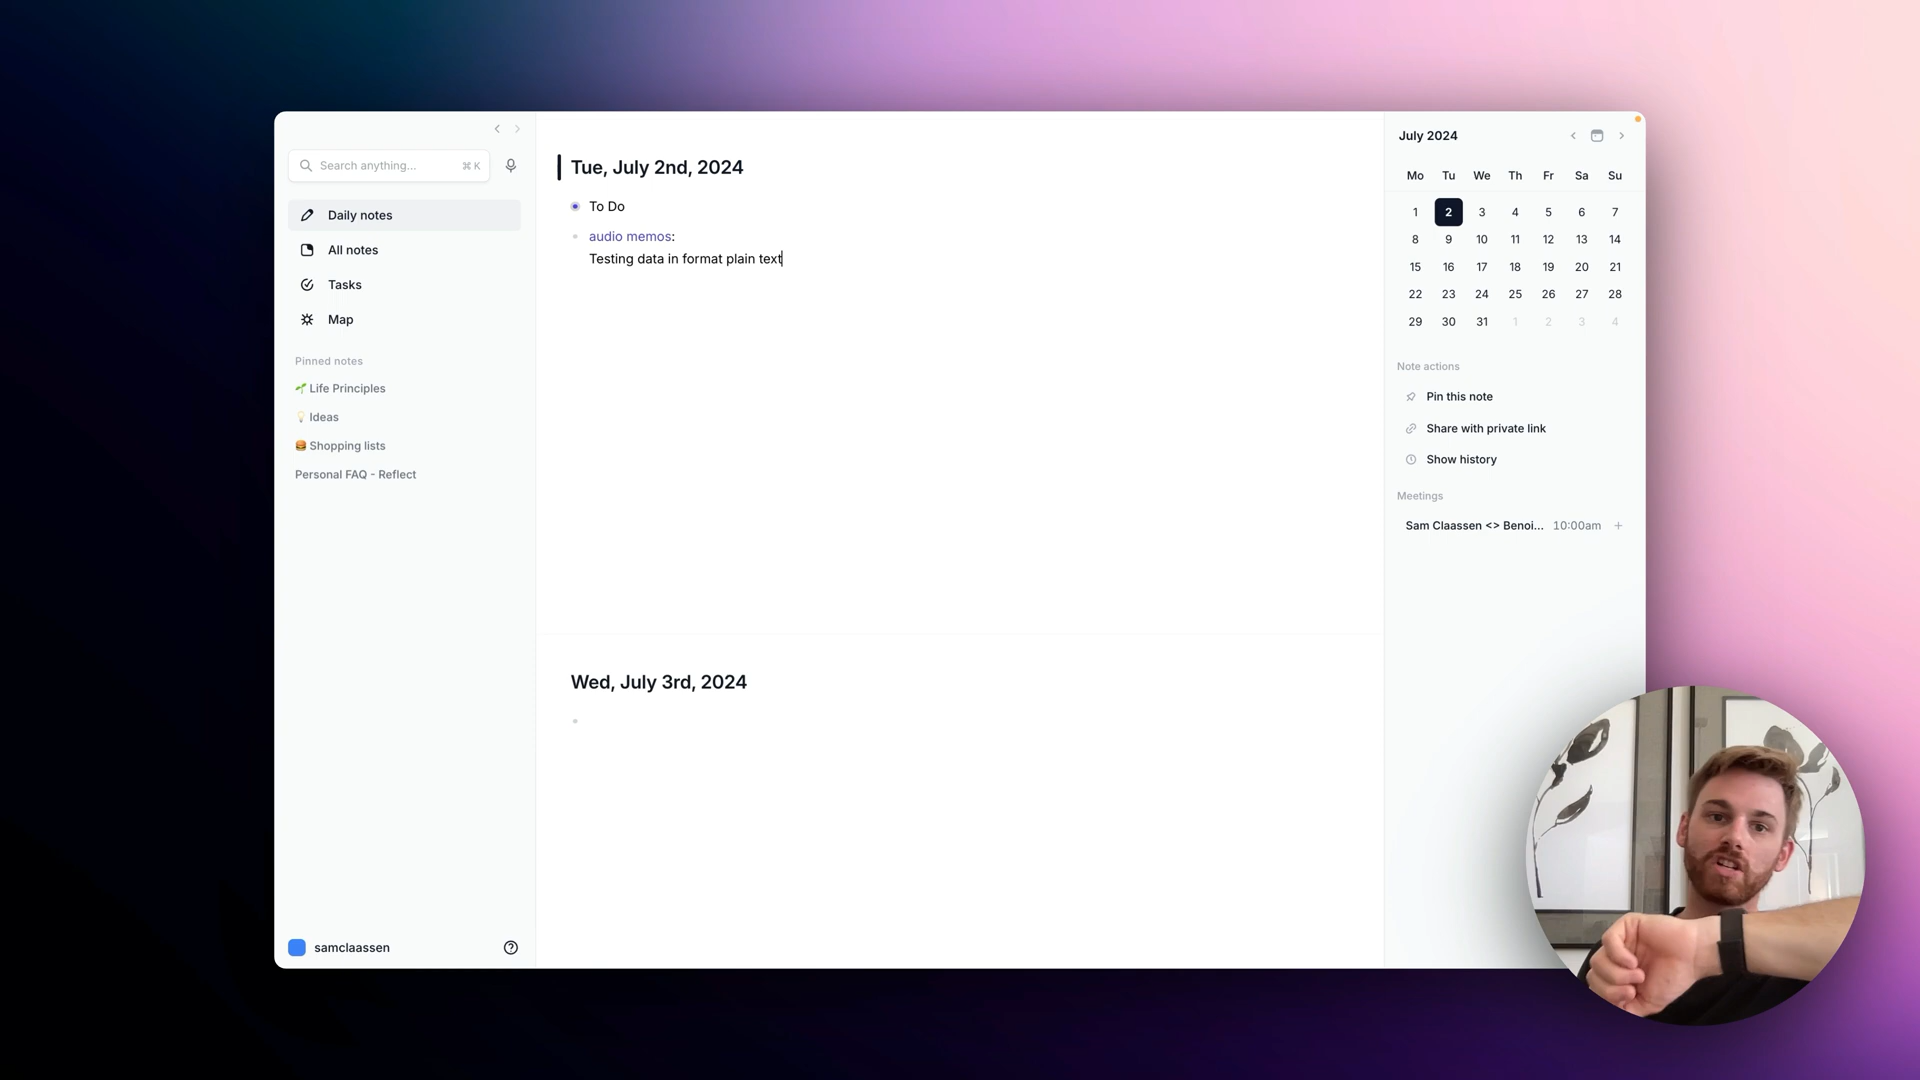 Search anything...
⌘ K
Daily notes
All notes
Tasks
Map
Pinned notes
🌱 Life Principles
💡 Ideas
🍔 Shopping lists
Personal FAQ - Reflect
samclaassen
Tue, July 2nd, 2024
To Do
audio memos:
Testing data in format plain text
Wed, July 3rd, 2024
July 2024
Mo Tu We Th Fr Sa Su
1 2 3 4 5 6 7
8 9 10 11 12 13 14
15 16 17 18 19 20 21
22 23 24 25 26 27 28
29 30 31 1 2 3 4
Note actions
Pin this note
Share with private link
Show history
Meetings
Sam Claassen <> Benoi... 10:00am +